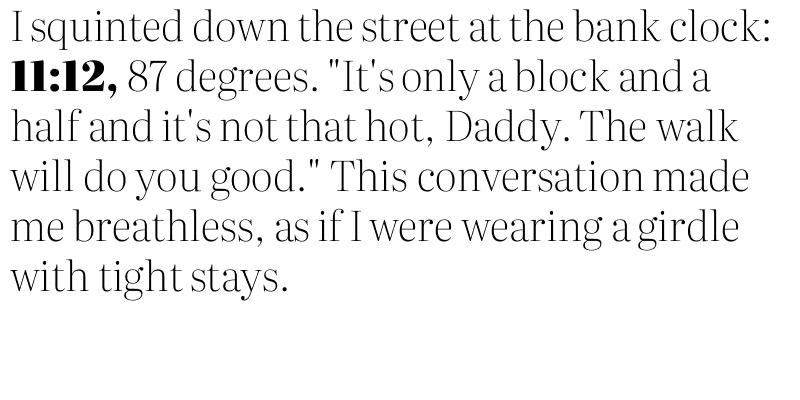 I squinted down the street at the bank clock:
11:12, 87 degrees. "It's only a block and a
half and it's not that hot, Daddy. The walk
will do you good." This conversation made
me breathless, as if I were wearing a girdle
with tight stays.